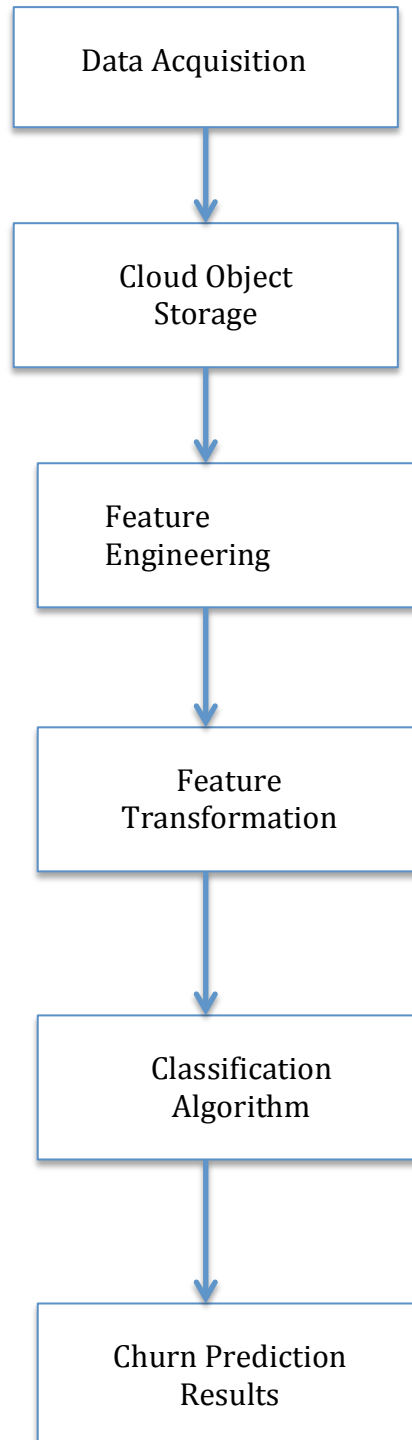 Data Acquisition
Cloud Object
Storage
Feature
Engineering
Feature
Transformation
Classification
Algorithm
Churn Prediction
Results